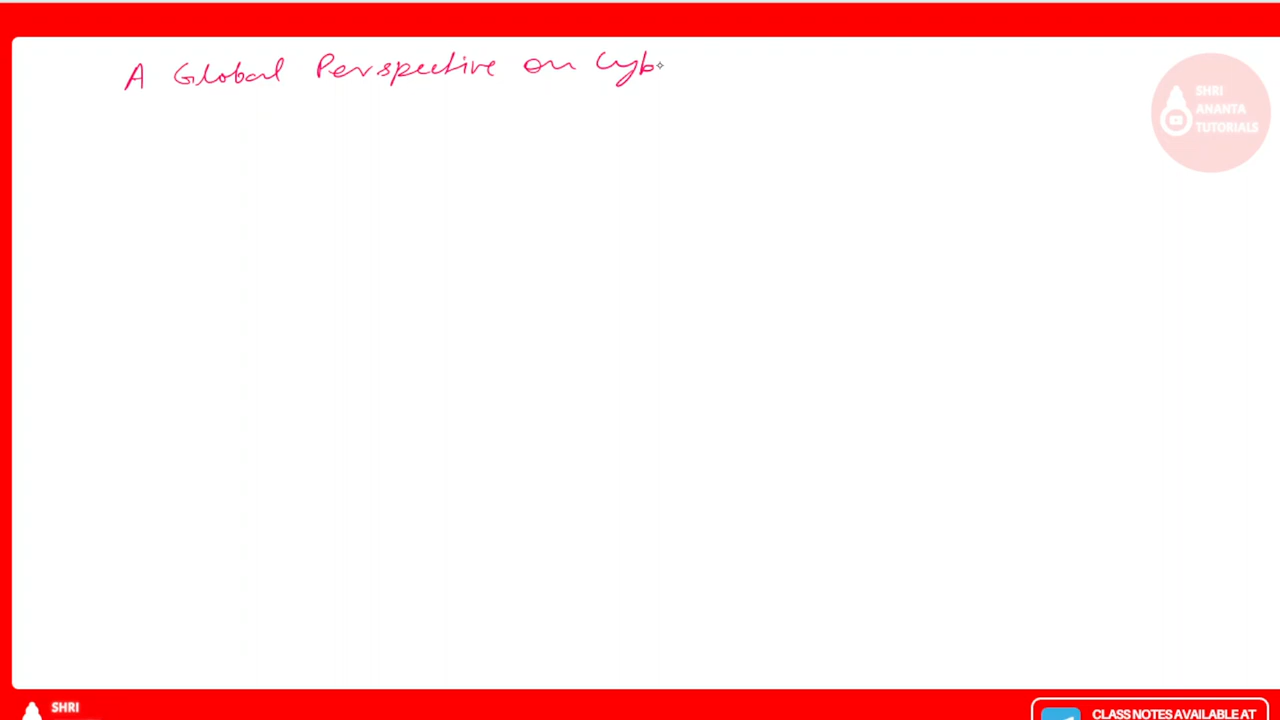 A Global Perspective on Cyb
SHRI
ANANTA
TUTORIALS
SHRI
CLASS NOTES AVAILABLE AT